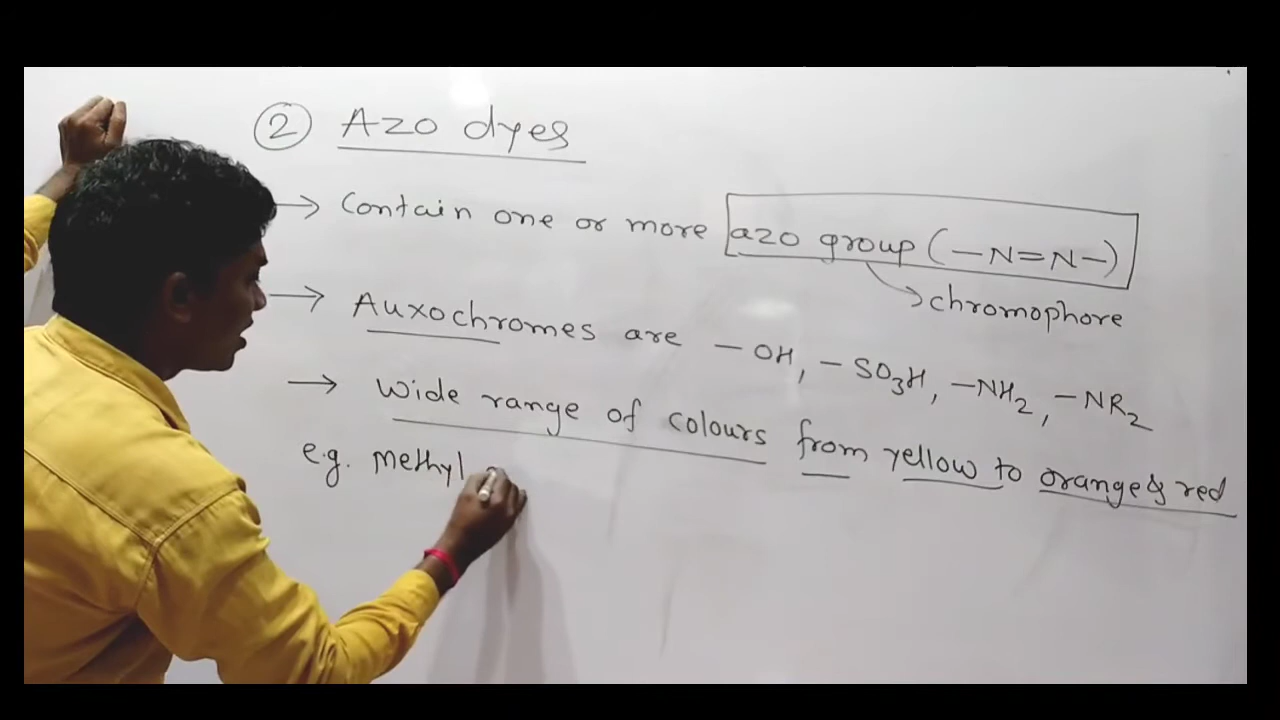 ② Azo dyes
→ Contain one or more azo group (-N=N-)
→ chromophore
→ Auxochromes are -OH, -SO₃H, -NH₂, -NR₂
→ Wide range of colours from yellow to orange & red
e.g. Methyl